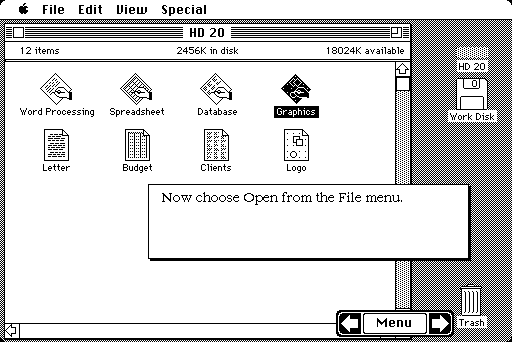 File Edit View Special
HD 20
12 items 2456K in disk 18024K available
Word Processing Spreadsheet Database Graphics
Letter Budget Clients Logo
HD 20
Work Disk
Now choose Open from the File menu.
Menu
Trash